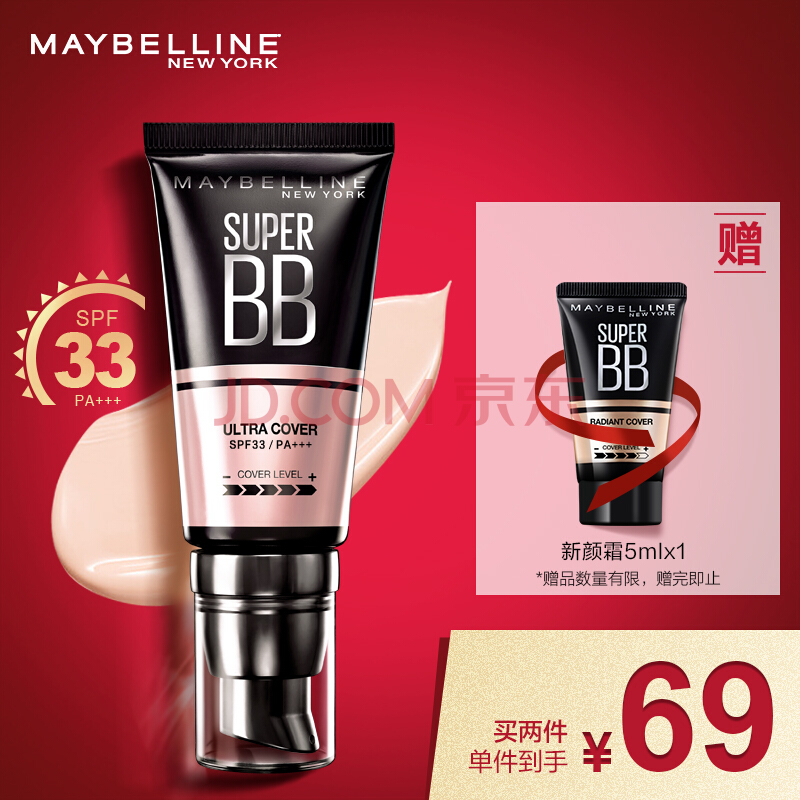 MAYBELLINE
NEW YORK
MAYBELLINE
NEW YORK
SUPER
BB
ULTRA COVER
SPF33 / PA+++
- COVER LEVEL +
SPF
33
PA+++
JD.COM 京东
赠
MAYBELLINE
NEW YORK
SUPER
BB
RADIANT COVER
- COVER LEVEL +
新颜霜5mlx1
*赠品数量有限，赠完即止
买两件
单件到手
¥69